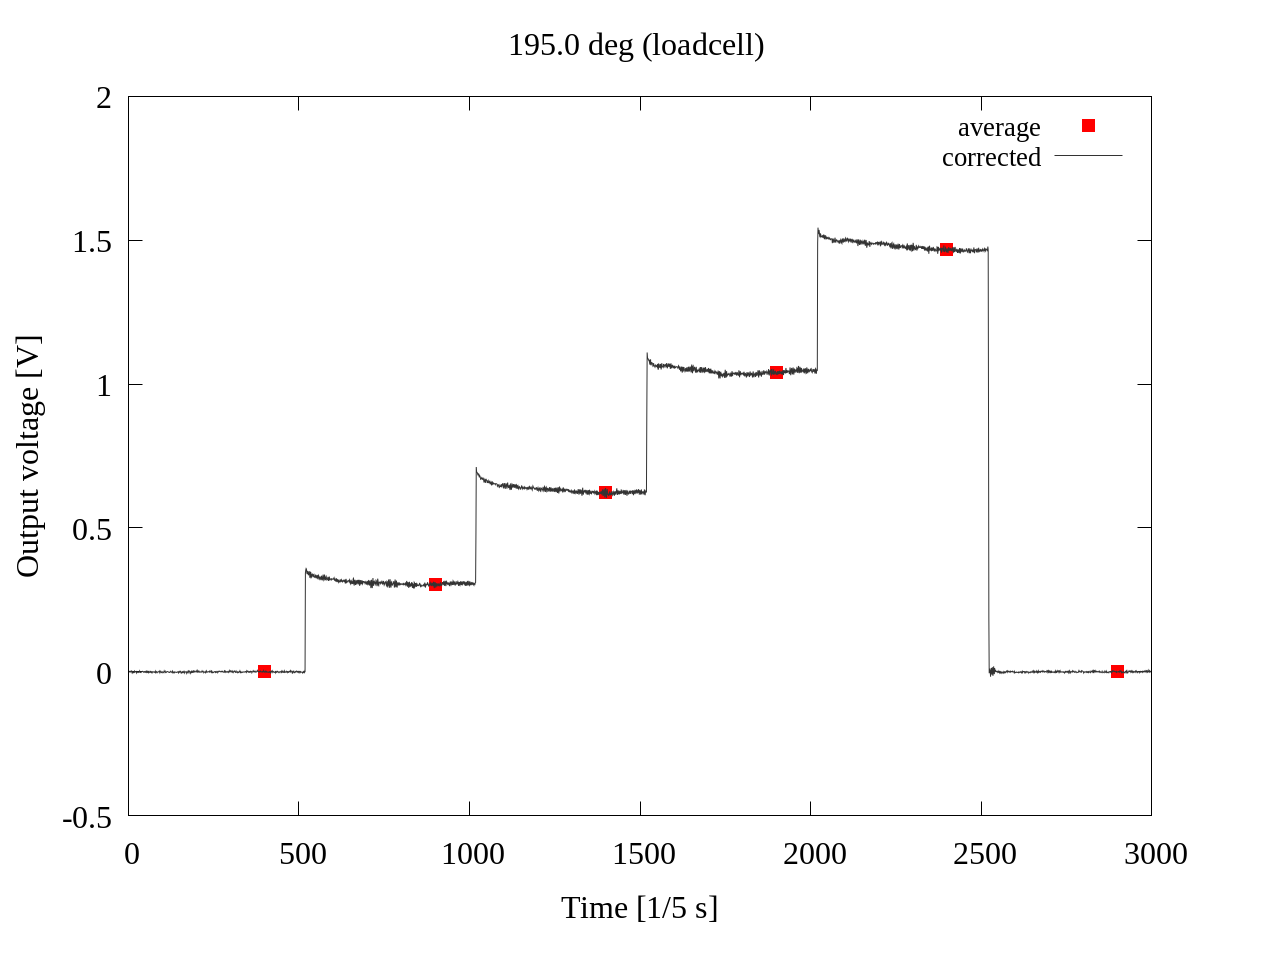 195.0 deg (loadcell)
average
corrected
2
1.5
1
0.5
0
-0.5
Output voltage [V]
0 500 1000 1500 2000 2500 3000
Time [1/5 s]